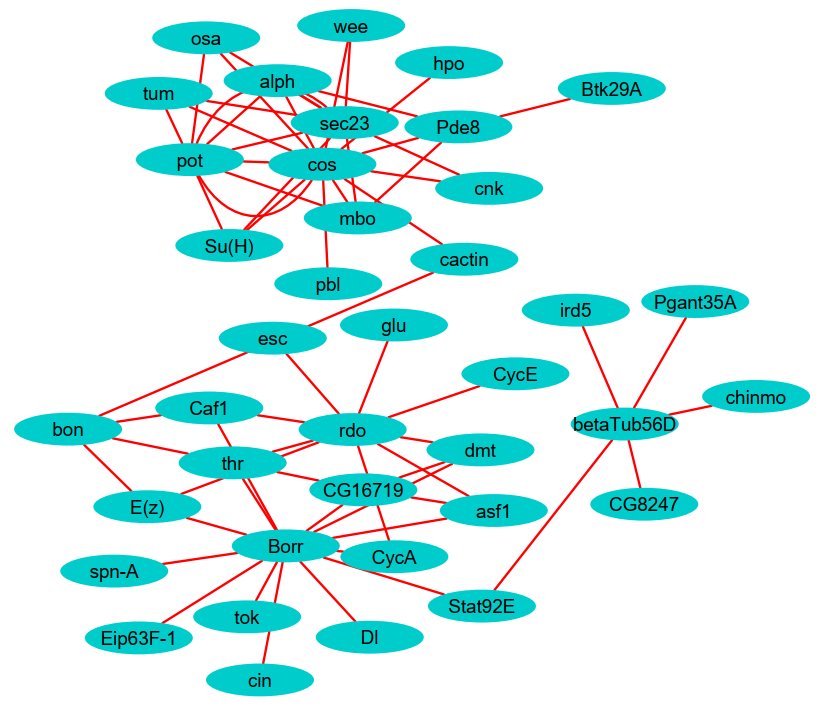 wee
osa
hpo
alph
Btk29A
tum
sec23
Pde8
pot
cos
cnk
mbo
Su(H)
cactin
pbl
Pgant35A
ird5
glu
esc
CycE
chinmo
Caf1
betaTub56D
bon
rdo
dmt
thr
CG16719
CG8247
E(z)
asf1
Borr
CycA
spn-A
Stat92E
tok
Dl
Eip63F-1
cin